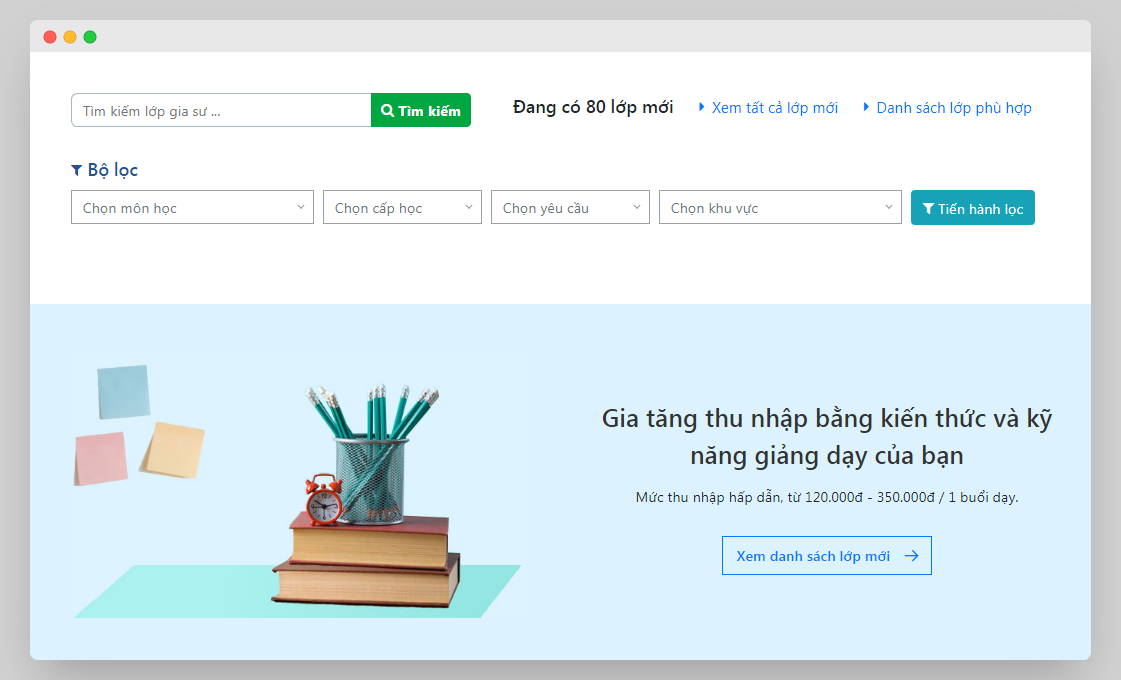 Tìm kiếm lớp gia sư ...
Tìm kiếm
Đang có 80 lớp mới
Xem tất cả lớp mới
Danh sách lớp phù hợp
Bộ lọc
Chọn môn học
Chọn cấp học
Chọn yêu cầu
Chọn khu vực
Tiến hành lọc
Gia tăng thu nhập bằng kiến thức và kỹ
năng giảng dạy của bạn
Mức thu nhập hấp dẫn, từ 120.000đ - 350.000đ / 1 buổi dạy.
Xem danh sách lớp mới